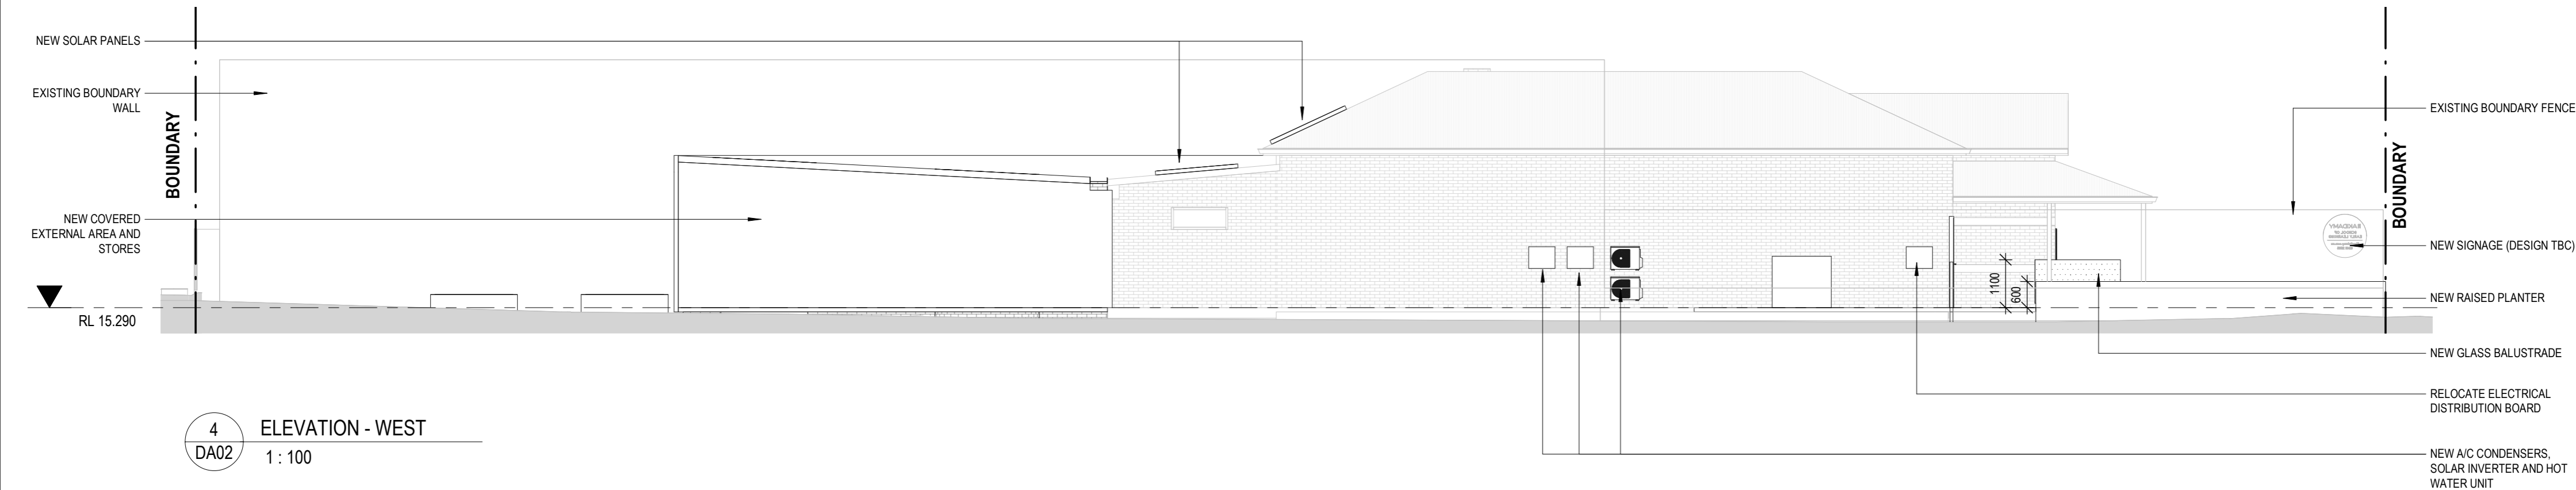 NEW SOLAR PANELS
EXISTING BOUNDARY
WALL
BOUNDARY
NEW COVERED
EXTERNAL AREA AND
STORES
RL 15.290
EXISTING BOUNDARY FENCE
BOUNDARY
NEW SIGNAGE (DESIGN TBC)
1100
600
NEW RAISED PLANTER
NEW GLASS BALUSTRADE
RELOCATE ELECTRICAL
DISTRIBUTION BOARD
NEW A/C CONDENSERS,
SOLAR INVERTER AND HOT
WATER UNIT
4
DA02
ELEVATION - WEST
1 : 100